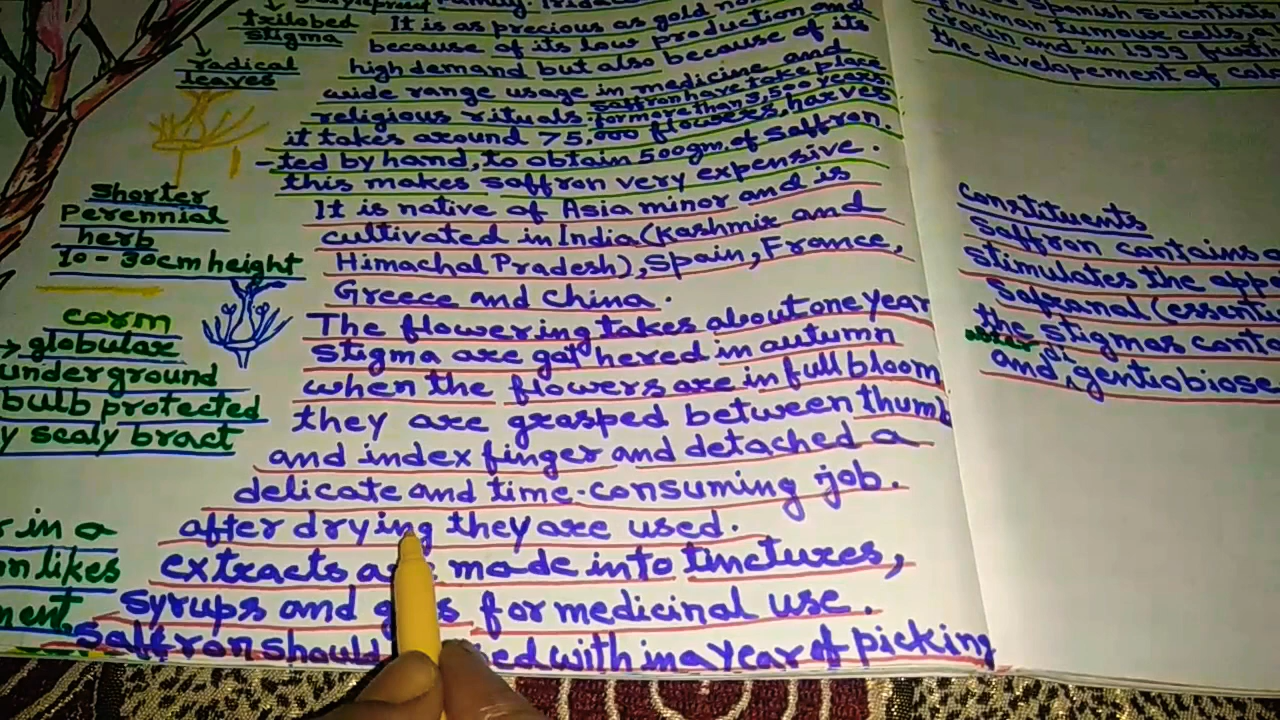 trilobed
stigma
radical
leaves
Shorter
Perennial
herb
10-30cm height
corm
→ globular
underground
bulb protected
y scaly bract
r in a
on likes
ment.
It is as precious as gold no
because of its low production and
high demand but also because of its
wide range usage in medicine and
religious rituals. saffron have take place
for more than 3,500 years
it takes around 75,000 flowers, harves
-ted by hand, to obtain 500gm. of saffron.
this makes saffron very expensive.
It is native of Asia minor and is
cultivated in India (Kashmir and
Himachal Pradesh), Spain, France,
Greece and China.
The flowering takes about one year
stigma are gathered in autumn
when the flowers are in full bloom
they are grasped between thumb
and index finger and detached a
delicate and time-consuming job.
after drying they are used.
extracts a made into tinctures,
syrups and g s for medicinal use.
Saffron should ed with in a year of picking
Spanish scientists
human tumour cells, a
crocin and in 1999 furth
the developement of colo
Constituents
Saffron contains
stimulates the appe
Safranal (essenti
the stigmas conta
and gentiobiose